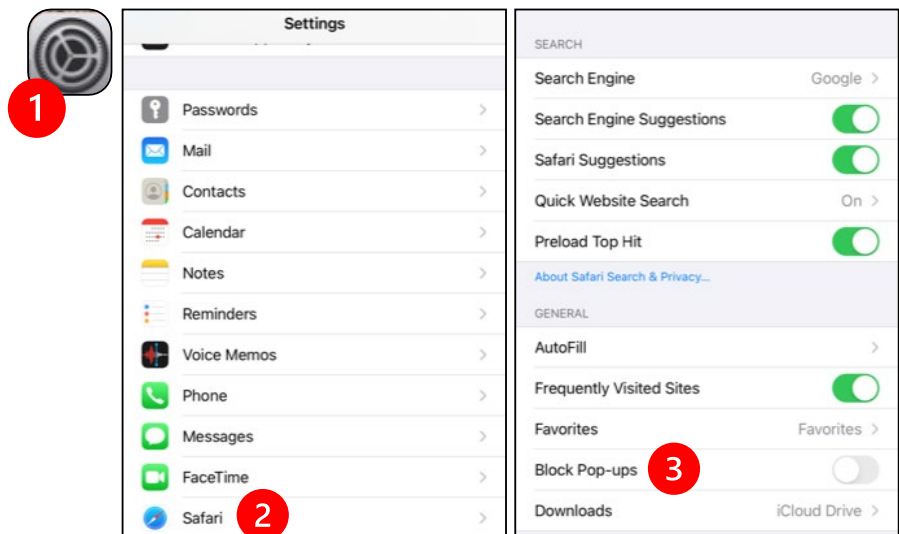 1
Settings
Passwords
Mail
Contacts
Calendar
Notes
Reminders
Voice Memos
Phone
Messages
FaceTime
Safari 2
SEARCH
Search Engine Google >
Search Engine Suggestions
Safari Suggestions
Quick Website Search On >
Preload Top Hit
About Safari Search & Privacy...
GENERAL
AutoFill
Frequently Visited Sites
Favorites Favorites >
Block Pop-ups 3
Downloads iCloud Drive >